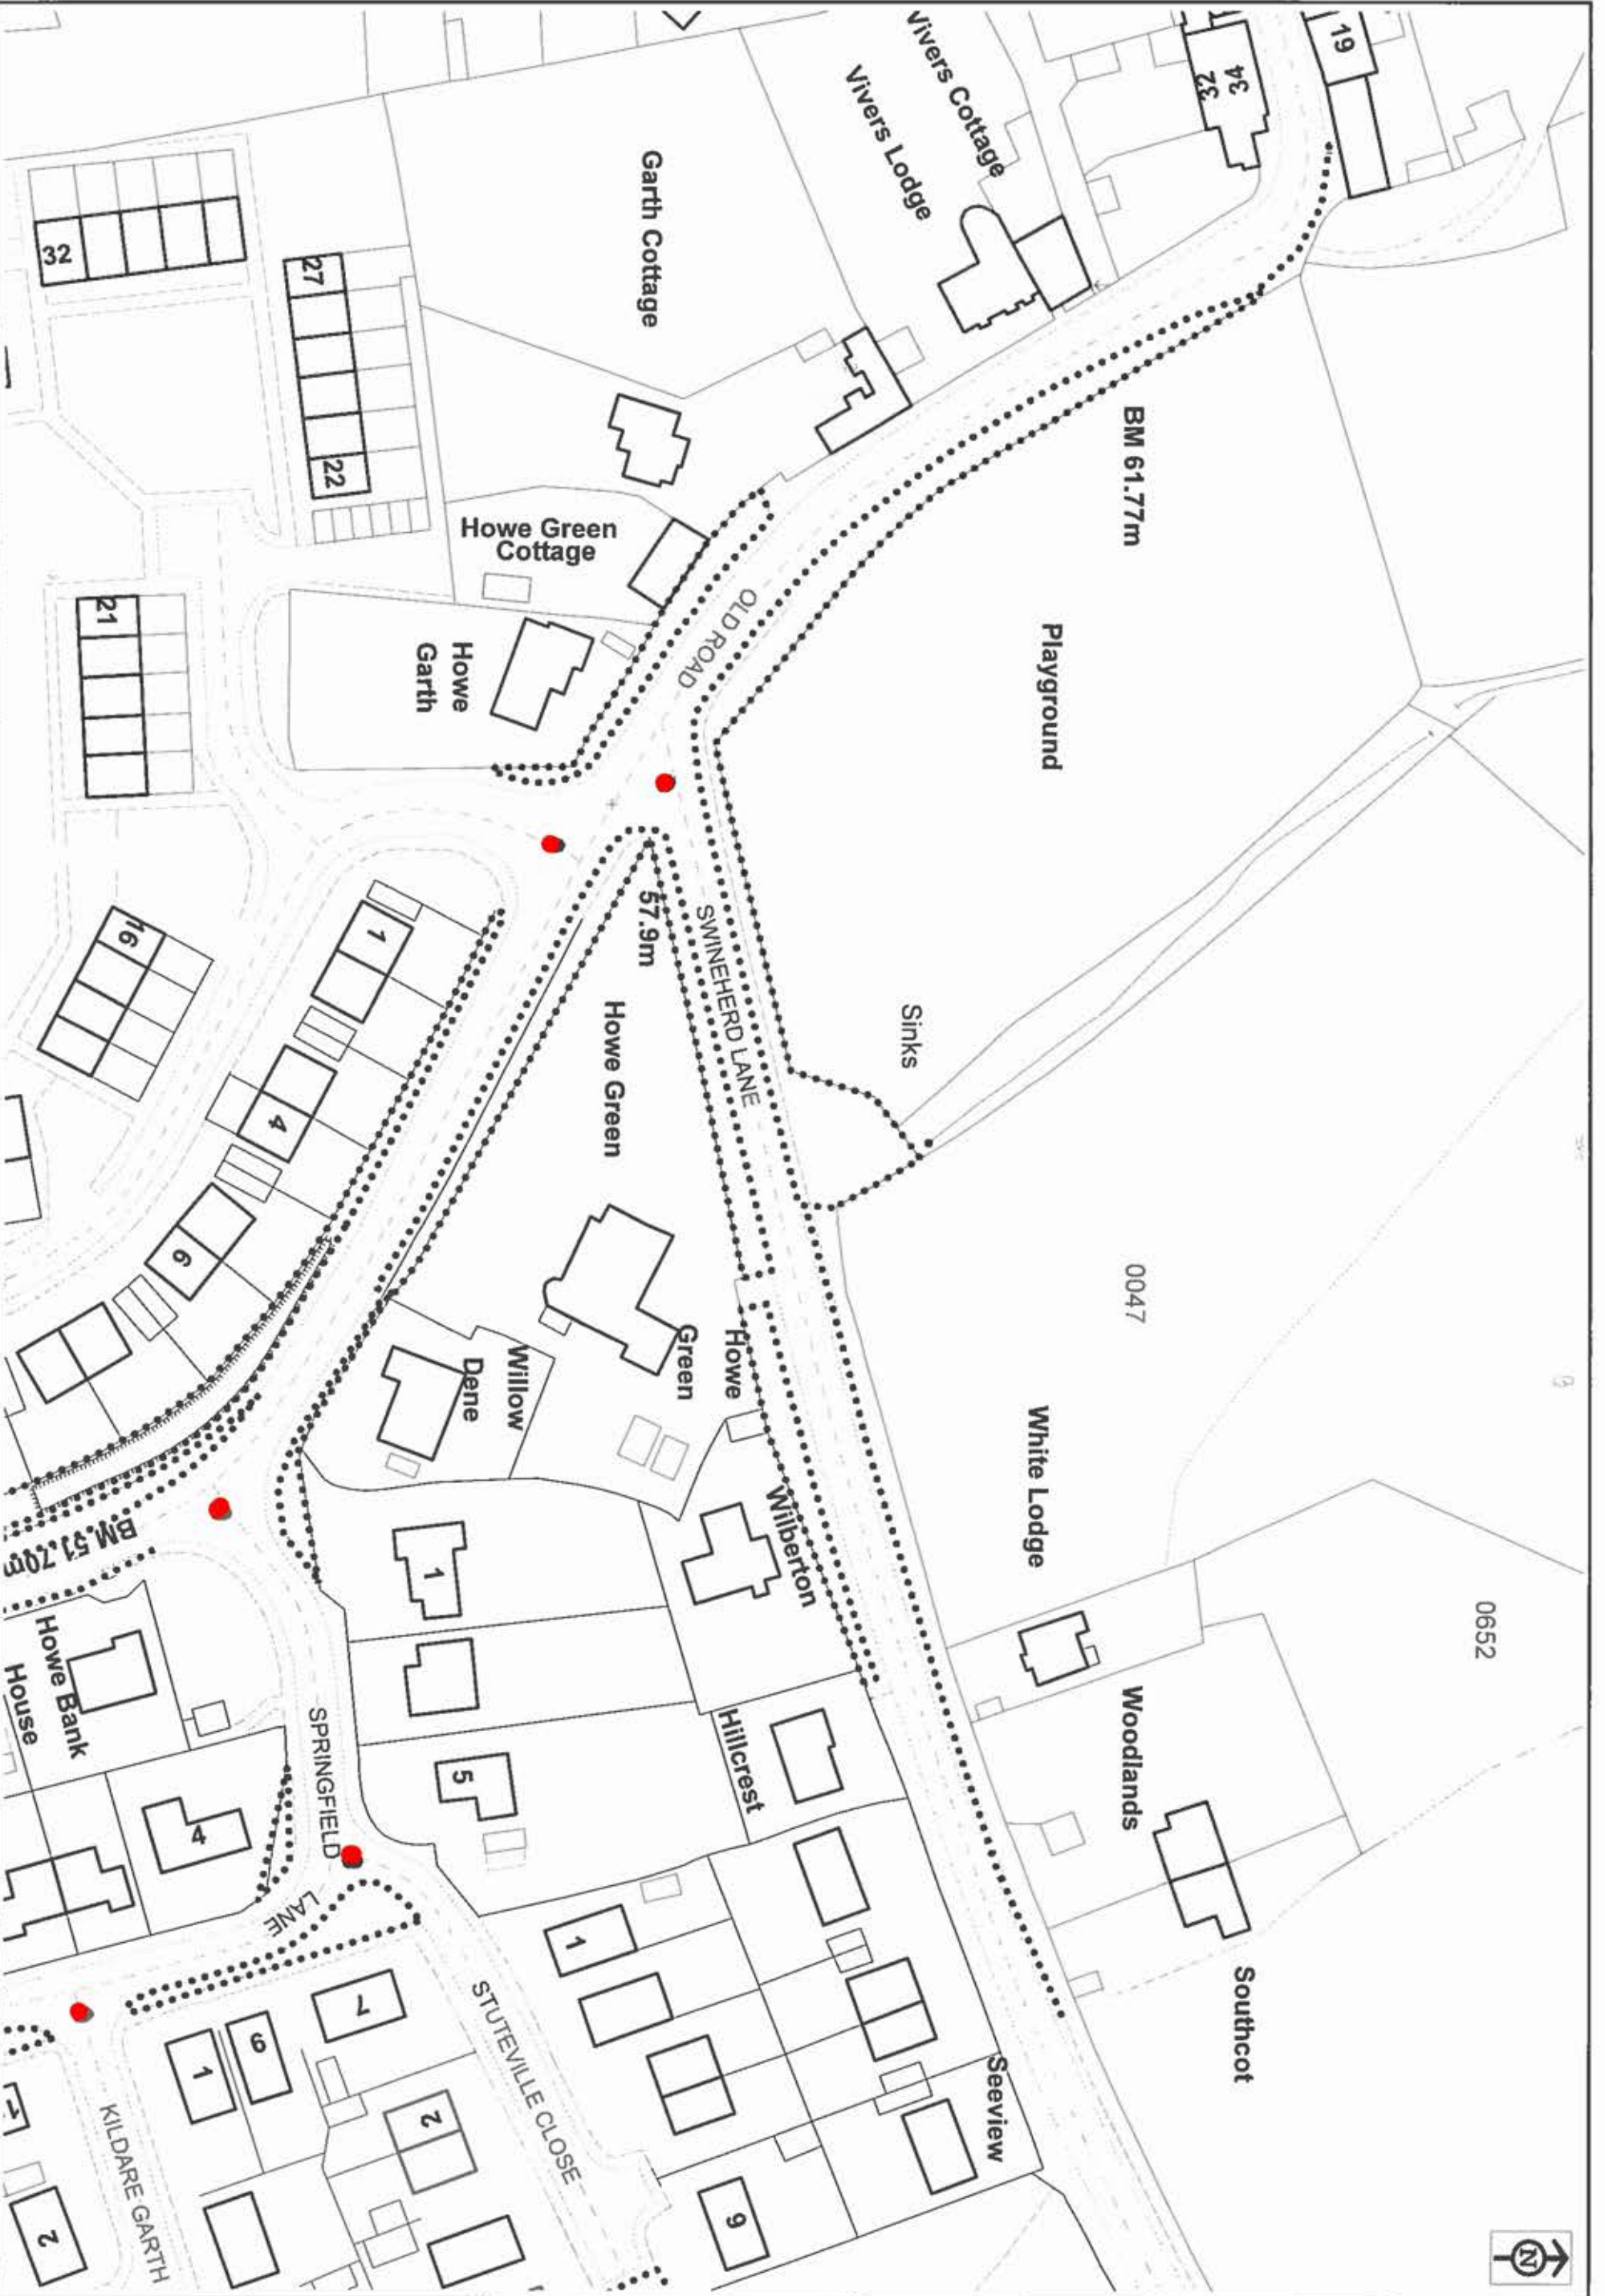 19
34
32
Vivers Cottage
Vivers Lodge
Garth Cottage
32
27
22
BM 61.77m
Howe Green
Cottage
OLD ROAD
Playground
21
Howe
Garth
57.9m
SWINEHERD LANE
Sinks
16
1
4
6
Howe Green
0047
Howe
Green
Willow
Dene
White Lodge
Wilberton
BM 51.70m
1
0652
Howe Bank
House
SPRINGFIELD
LANE
Hillcrest
5
4
Woodlands
Southcot
1
7
6
1
STUTEVILLE CLOSE
2
Seeview
9
KILDARE GARTH
2
N